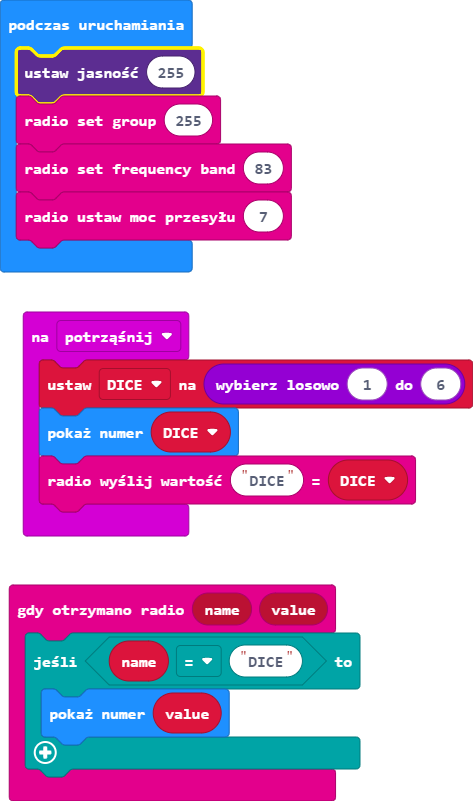 podczas uruchamiania
ustaw jasność 255
radio set group 255
radio set frequency band 83
radio ustaw moc przesyłu 7
na potrząśnij
ustaw DICE na wybierz losowo 1 do 6
pokaż numer DICE
radio wyślij wartość "DICE" = DICE
gdy otrzymano radio name value
jeśli name = "DICE" to
pokaż numer value